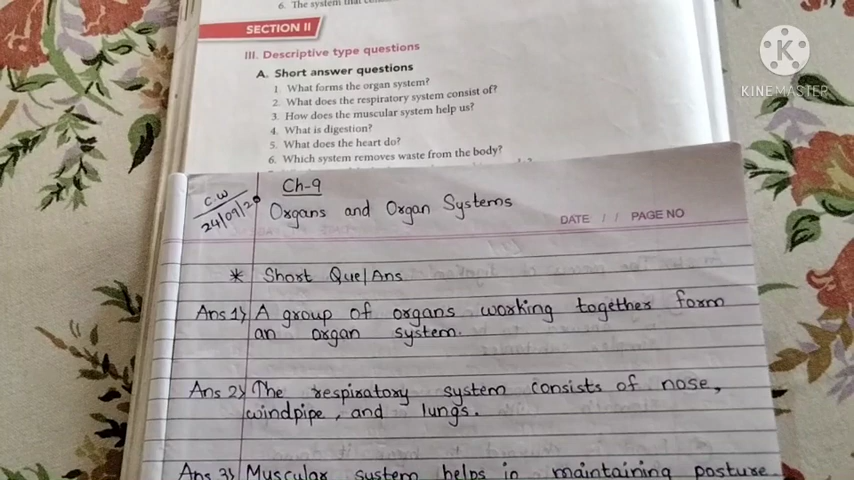 6. The system that
SECTION II
III. Descriptive type questions
A. Short answer questions
1 What forms the organ system?
2. What does the respiratory system consist of?
3. How does the muscular system help us?
4. What is digestion?
5. What does the heart do?
6. Which system removes waste from the body?
KINEMASTER
C.W
24/09/20
Ch-9
Organs and Organ Systems
DATE / / PAGE NO
* Short Que/Ans
Ans 1) A group of organs working together form
an organ system.
Ans 2) The respiratory system consists of nose,
windpipe, and lungs.
Ans 3) Muscular system helps in maintaining posture